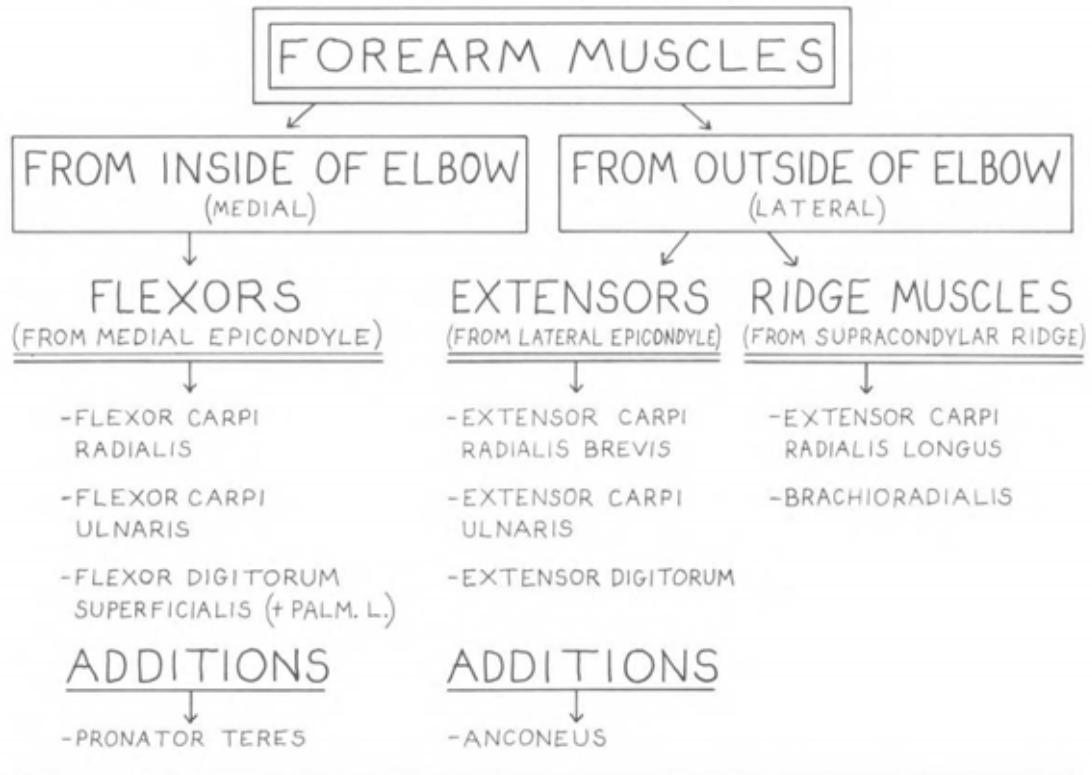 FOREARM MUSCLES
FROM INSIDE OF ELBOW
(MEDIAL)
FROM OUTSIDE OF ELBOW
(LATERAL)
FLEXORS
(FROM MEDIAL EPICONDYLE)
-FLEXOR CARPI
RADIALIS
-FLEXOR CARPI
ULNARIS
-FLEXOR DIGITORUM
SUPERFICIALIS (+ PALM. L.)
ADDITIONS
-PRONATOR TERES
EXTENSORS
(FROM LATERAL EPICONDYLE)
-EXTENSOR CARPI
RADIALIS BREVIS
-EXTENSOR CARPI
ULNARIS
-EXTENSOR DIGITORUM
ADDITIONS
-ANCONEUS
RIDGE MUSCLES
(FROM SUPRACONDYLAR RIDGE)
-EXTENSOR CARPI
RADIALIS LONGUS
-BRACHIORADIALIS